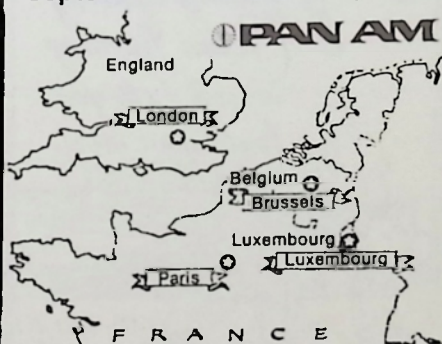 PAN AM
England
London
Belgium
Brussels
Luxembourg
Luxembourg
Paris
FRANCE